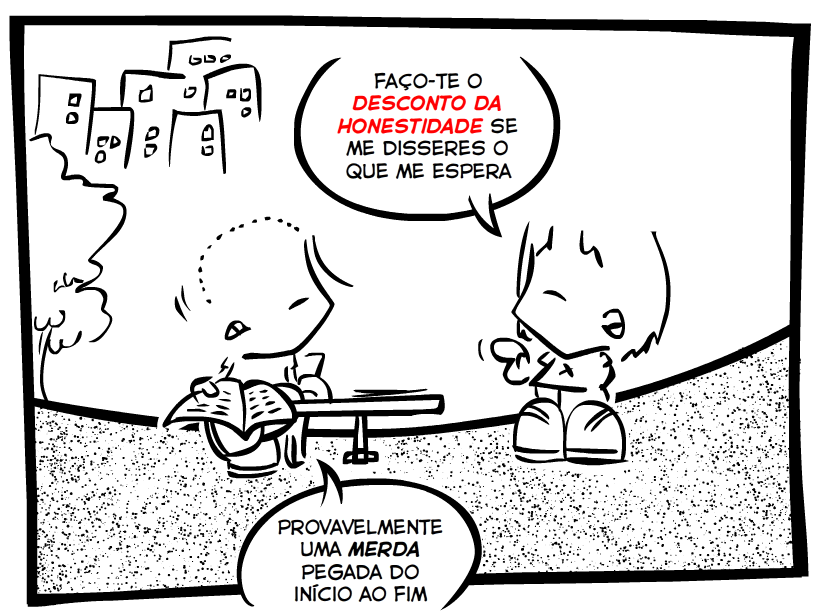 FAÇO-TE O
DESCONTO DA
HONESTIDADE SE
ME DISSERES O
QUE ME ESPERA
PROVAVELMENTE
UMA MERDA
PEGADA DO
INÍCIO AO FIM